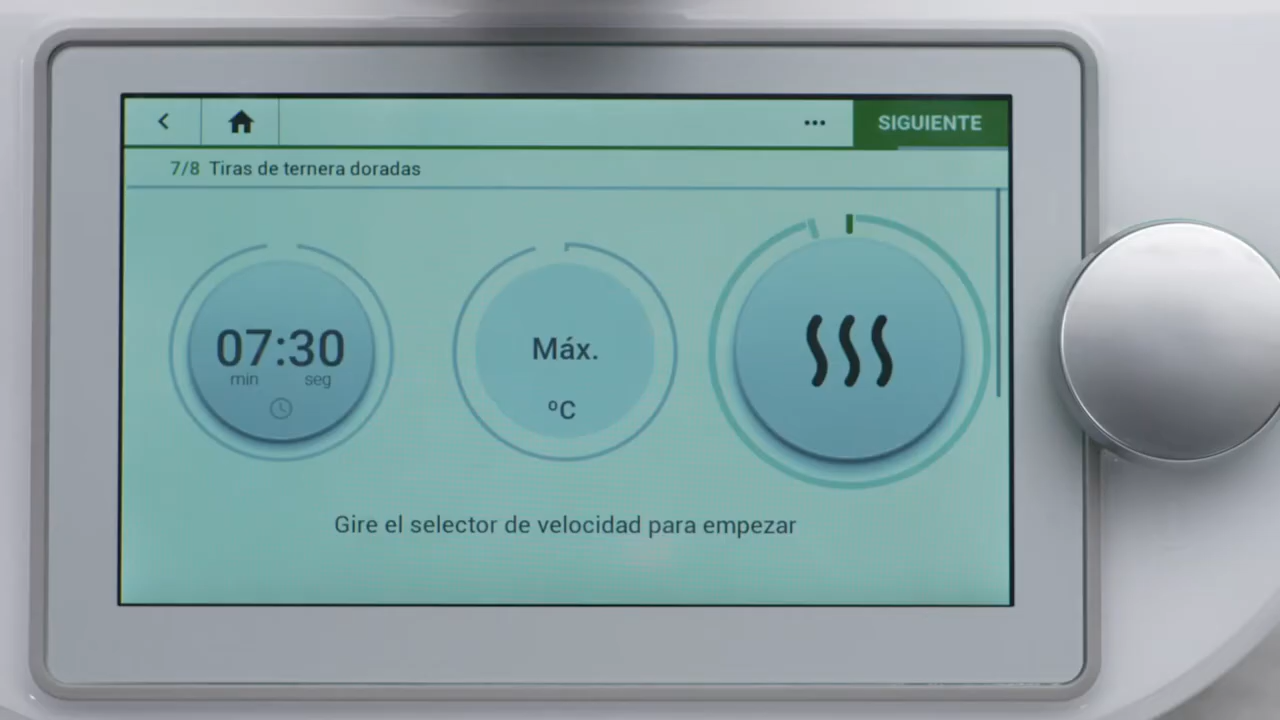 SIGUIENTE
7/8 Tiras de ternera doradas
07:30
min seg
Máx.
ºC
Gire el selector de velocidad para empezar